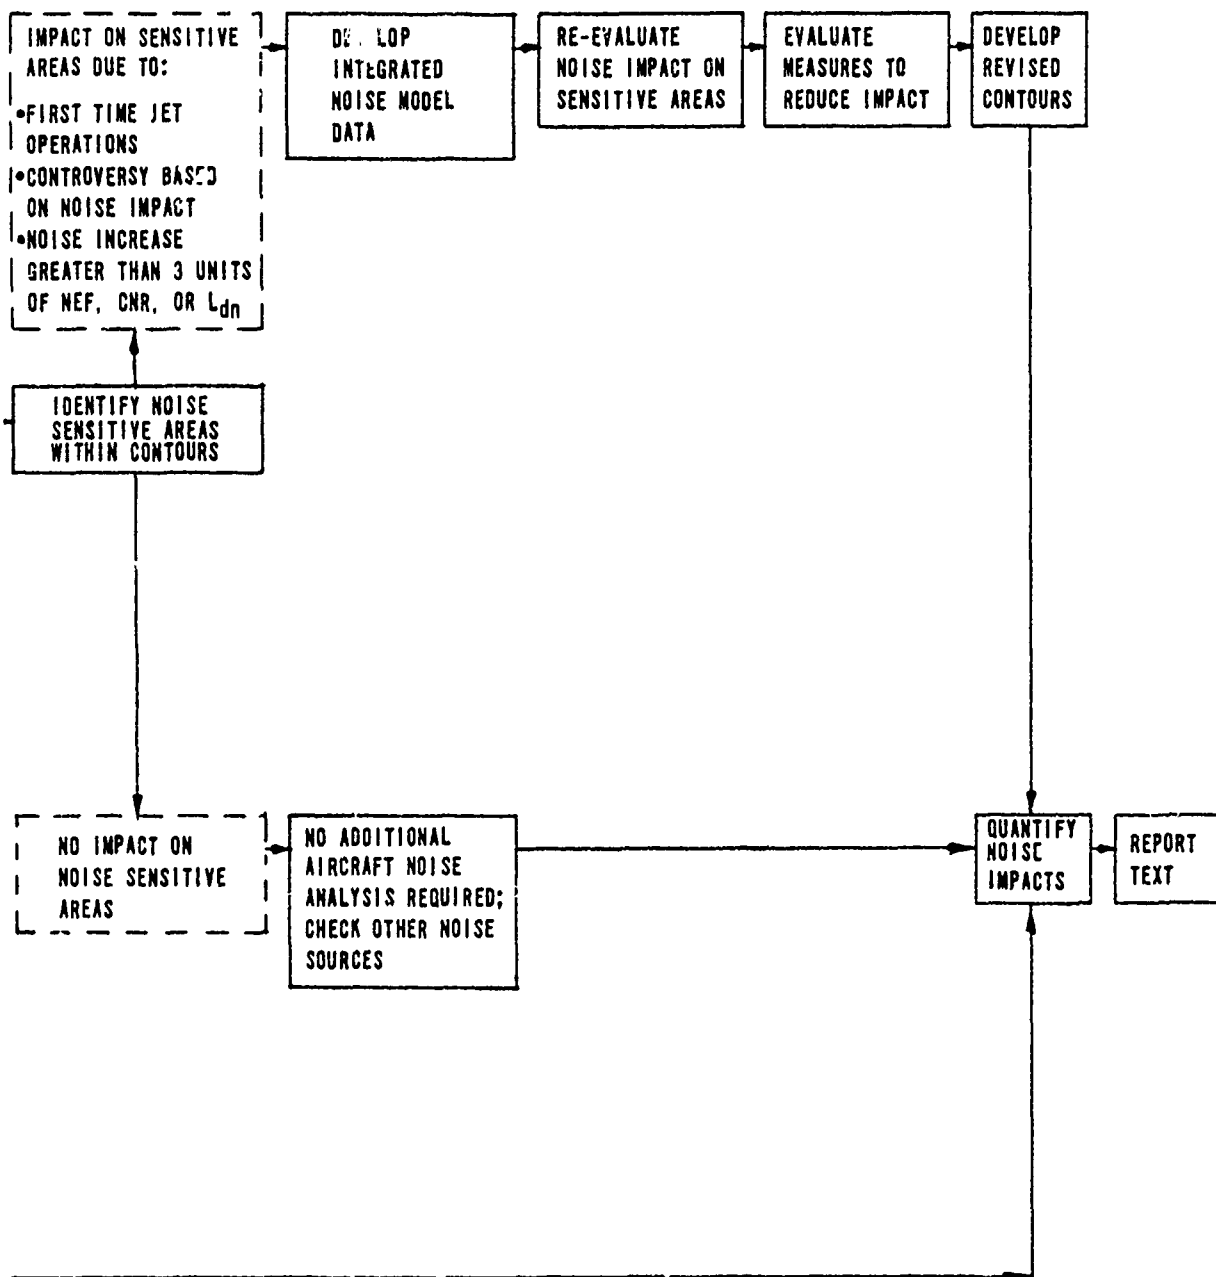 IMPACT ON SENSITIVE
AREAS DUE TO:
•FIRST TIME JET
OPERATIONS
•CONTROVERSY BASED
ON NOISE IMPACT
•NOISE INCREASE
GREATER THAN 3 UNITS
OF NEF, CNR, OR Ldn
DEVELOP
INTEGRATED
NOISE MODEL
DATA
RE-EVALUATE
NOISE IMPACT ON
SENSITIVE AREAS
EVALUATE
MEASURES TO
REDUCE IMPACT
DEVELOP
REVISED
CONTOURS
IDENTIFY NOISE
SENSITIVE AREAS
WITHIN CONTOURS
NO IMPACT ON
NOISE SENSITIVE
AREAS
NO ADDITIONAL
AIRCRAFT NOISE
ANALYSIS REQUIRED;
CHECK OTHER NOISE
SOURCES
QUANTIFY
NOISE
IMPACTS
REPORT
TEXT